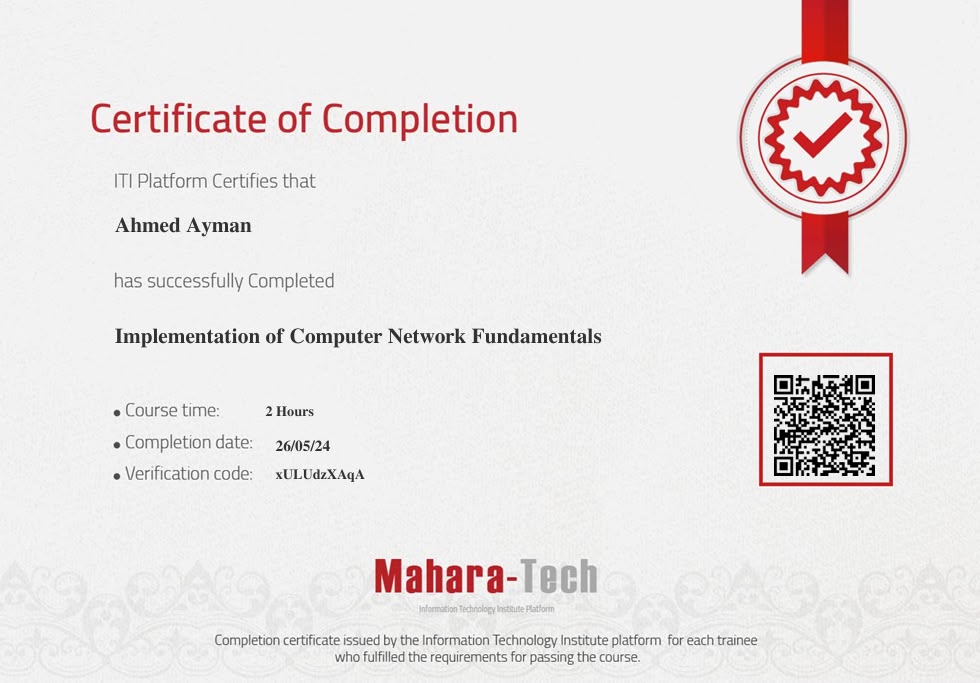 Certificate of Completion
ITI Platform Certifies that
Ahmed Ayman
has successfully Completed
Implementation of Computer Network Fundamentals
• Course time: 2 Hours
• Completion date: 26/05/24
• Verification code: xULUdzXAqA
Mahara-Tech
Information Technology Institute Platform
Completion certificate issued by the Information Technology Institute platform for each trainee
who fulfilled the requirements for passing the course.